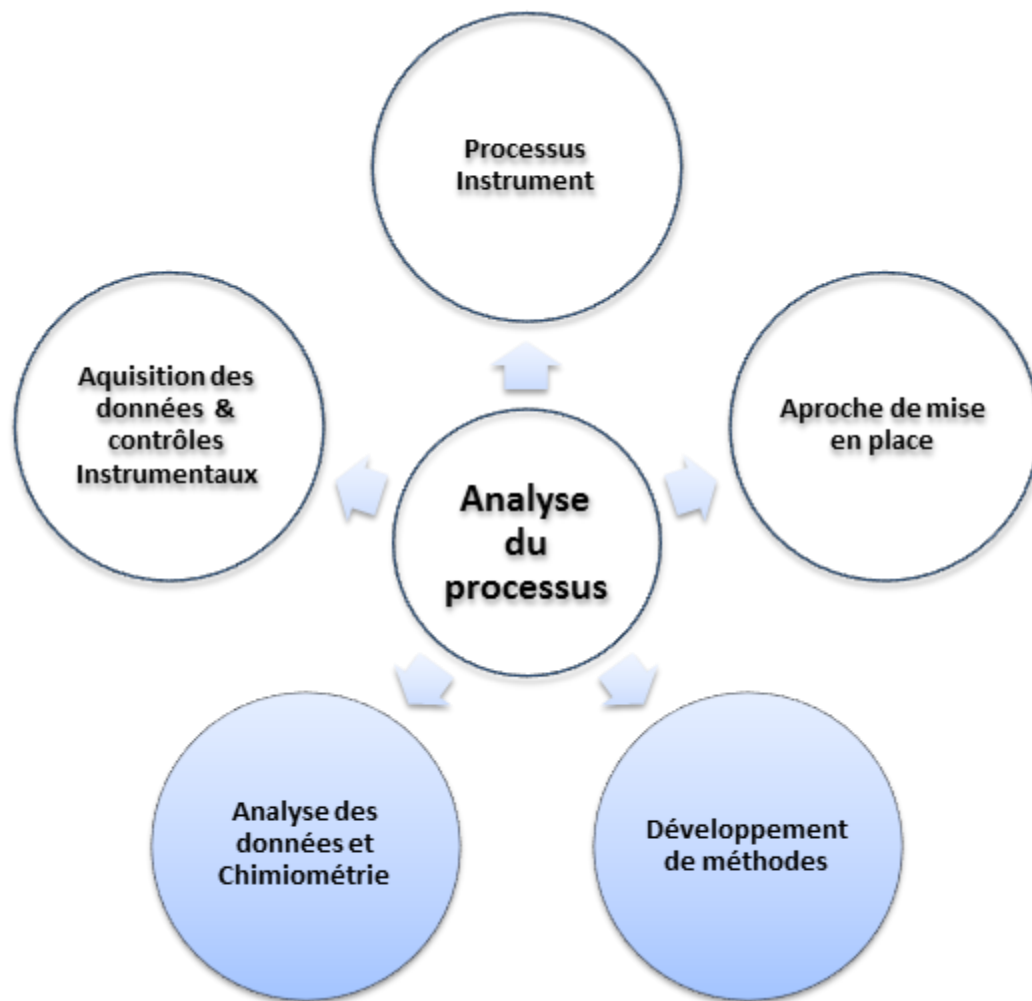 Processus
Instrument
Aquisition des
données &
contrôles
Instrumentaux
Aproche de mise
en place
Analyse
du
processus
Analyse des
données et
Chimiométrie
Développement
de méthodes